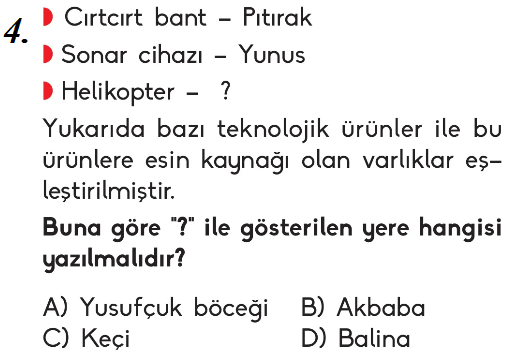 4. Cırtcırt bant – Pıtırak
Sonar cihazı – Yunus
Helikopter – ?
Yukarıda bazı teknolojik ürünler ile bu
ürünlere esin kaynağı olan varlıklar eş-
leştirilmiştir.
Buna göre "?" ile gösterilen yere hangisi
yazılmalıdır?
A) Yusufçuk böceği B) Akbaba
C) Keçi D) Balina